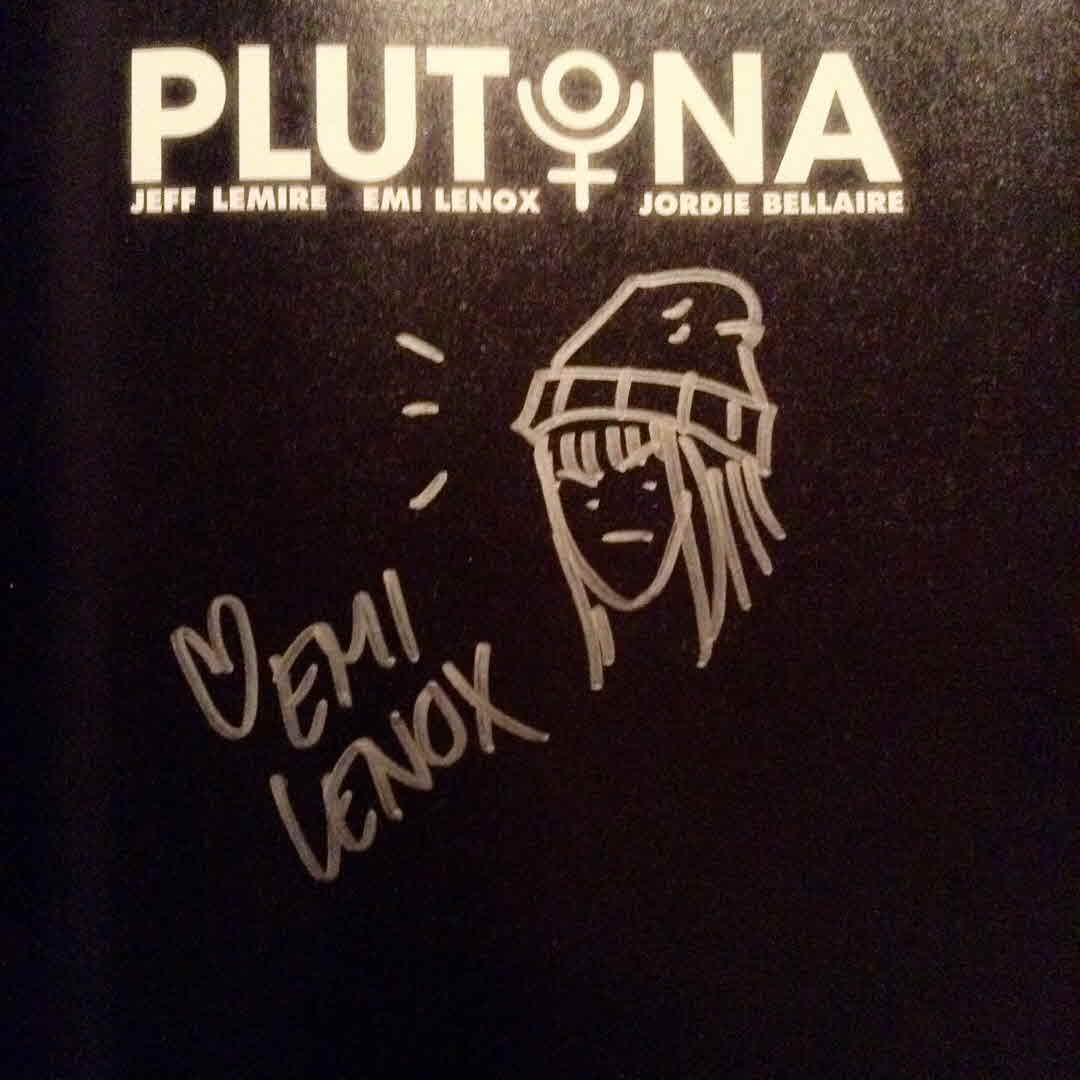 PLUTONA
JEFF LEMIRE EMI LENOX JORDIE BELLAIRE
♡EMI
LENOX